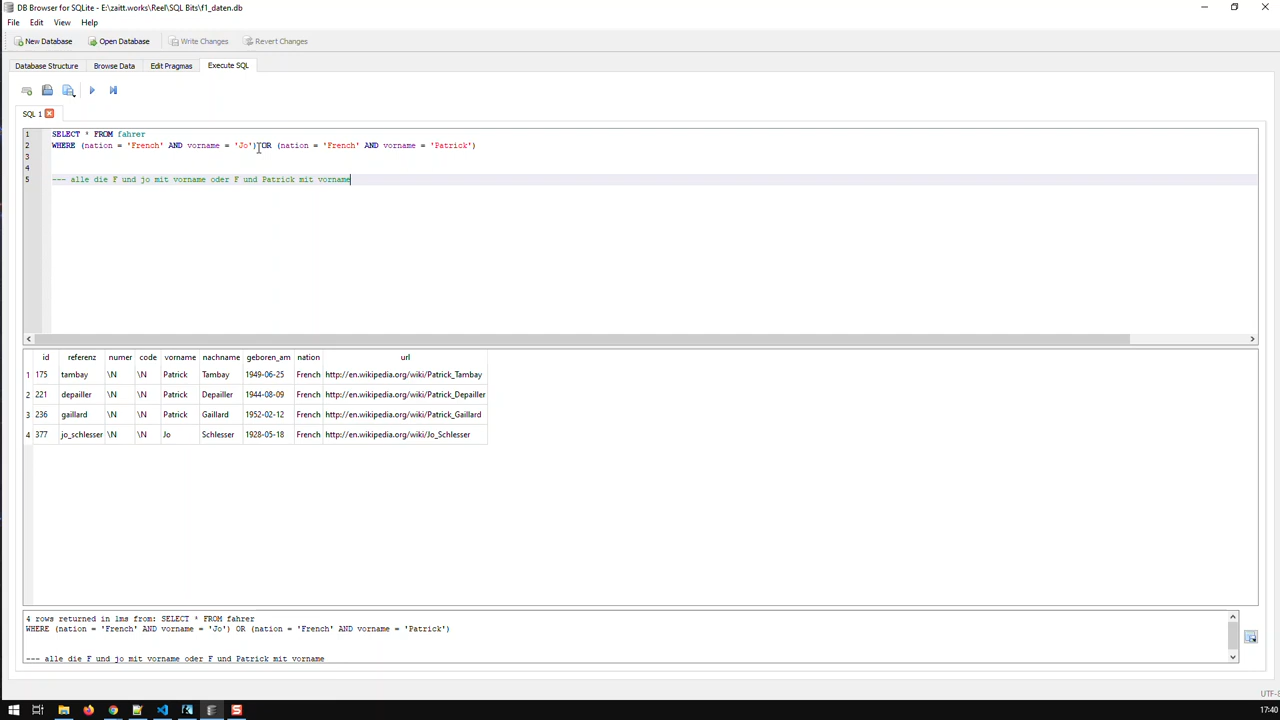 DB Browser for SQLite - E:\zaitt.works\Reel\SQL Bits\f1_daten.db
File Edit View Help
New Database Open Database Write Changes Revert Changes
Database Structure Browse Data Edit Pragmas Execute SQL
SQL 1
1 SELECT * FROM fahrer
2 WHERE (nation = 'French' AND vorname = 'Jo') OR (nation = 'French' AND vorname = 'Patrick')
3
4
5 --- alle die F und jo mit vorname oder F und Patrick mit vorname
id referenz numer code vorname nachname geboren_am nation url
1 175 tambay \N \N Patrick Tambay 1949-06-25 French http://en.wikipedia.org/wiki/Patrick_Tambay
2 221 depailler \N \N Patrick Depailler 1944-08-09 French http://en.wikipedia.org/wiki/Patrick_Depailler
3 236 gaillard \N \N Patrick Gaillard 1952-02-12 French http://en.wikipedia.org/wiki/Patrick_Gaillard
4 377 jo_schlesser \N \N Jo Schlesser 1928-05-18 French http://en.wikipedia.org/wiki/Jo_Schlesser
4 rows returned in 1ms from: SELECT * FROM fahrer
WHERE (nation = 'French' AND vorname = 'Jo') OR (nation = 'French' AND vorname = 'Patrick')
--- alle die F und jo mit vorname oder F und Patrick mit vorname
UTF-8
17:40